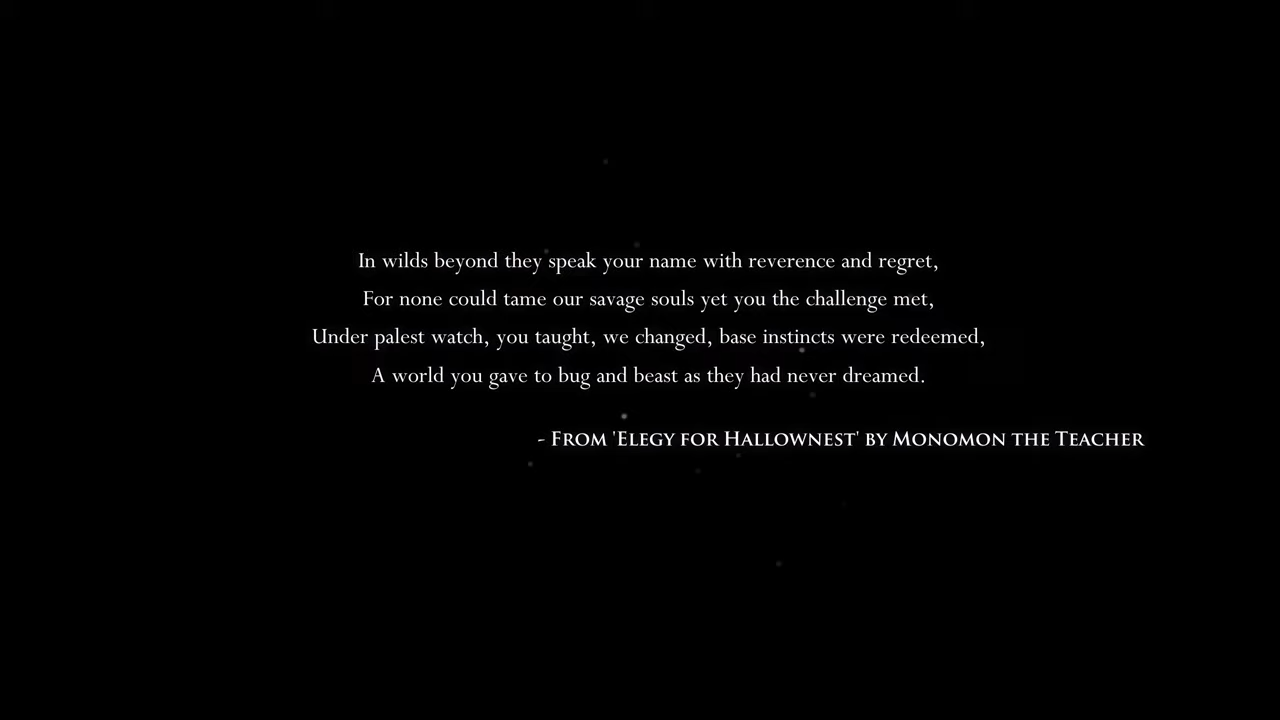 In wilds beyond they speak your name with reverence and regret,
For none could tame our savage souls yet you the challenge met,
Under palest watch, you taught, we changed, base instincts were redeemed,
A world you gave to bug and beast as they had never dreamed.
- From 'Elegy for Hallownest' by Monomon the Teacher